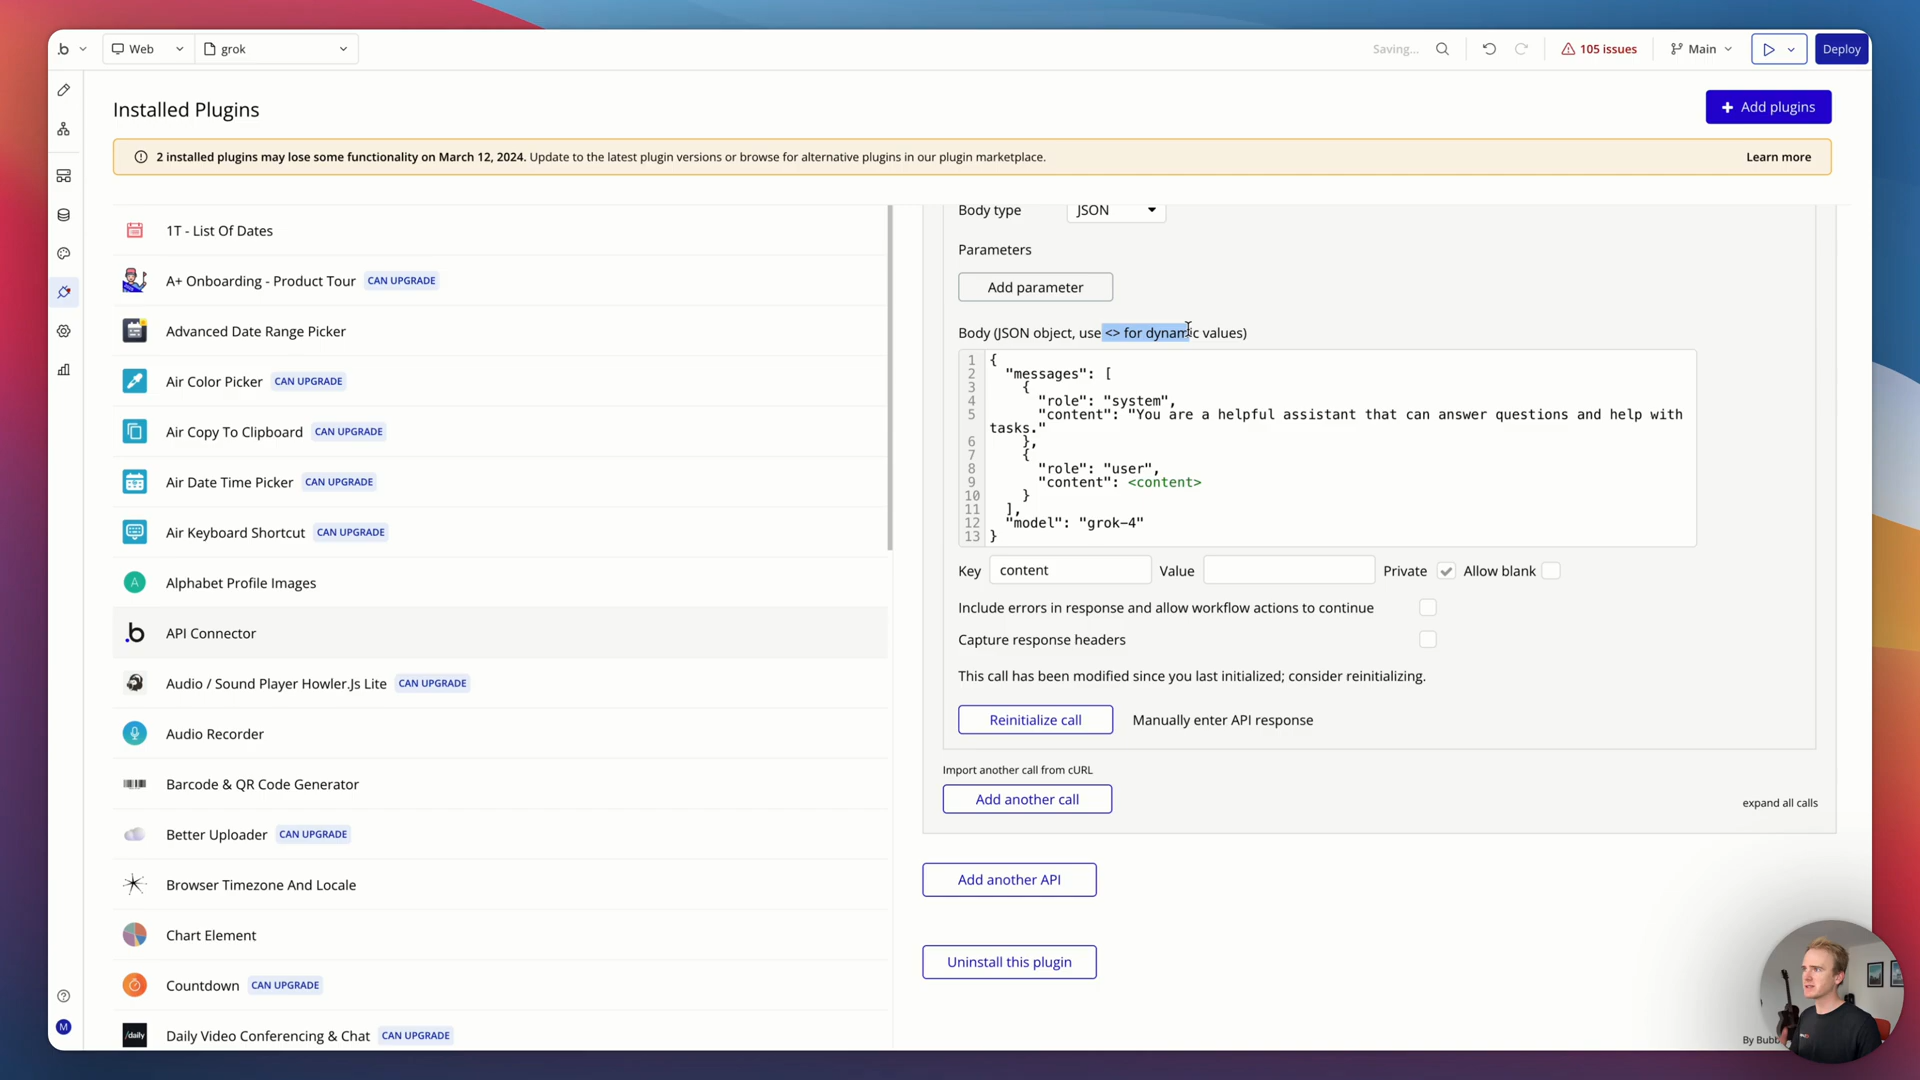 Web
grok
Saving...
105 issues
Main
Deploy
Installed Plugins
+ Add plugins
2 installed plugins may lose some functionality on March 12, 2024. Update to the latest plugin versions or browse for alternative plugins in our plugin marketplace.
Learn more
1T - List Of Dates
A+ Onboarding - Product Tour CAN UPGRADE
Advanced Date Range Picker
Air Color Picker CAN UPGRADE
Air Copy To Clipboard CAN UPGRADE
Air Date Time Picker CAN UPGRADE
Air Keyboard Shortcut CAN UPGRADE
A Alphabet Profile Images
b API Connector
Audio / Sound Player Howler.Js Lite CAN UPGRADE
Audio Recorder
Barcode & QR Code Generator
Better Uploader CAN UPGRADE
Browser Timezone And Locale
Chart Element
Countdown CAN UPGRADE
/daily Daily Video Conferencing & Chat CAN UPGRADE
M
Body type JSON
Parameters
Add parameter
Body (JSON object, use <> for dynamic values)
1 {
2 "messages": [
3 {
4 "role": "system",
5 "content": "You are a helpful assistant that can answer questions and help with
tasks."
6 },
7 {
8 "role": "user",
9 "content": <content>
10 }
11 ],
12 "model": "grok-4"
13 }
Key content Value Private Allow blank
Include errors in response and allow workflow actions to continue
Capture response headers
This call has been modified since you last initialized; consider reinitializing.
Reinitialize call Manually enter API response
Import another call from cURL
Add another call
expand all calls
Add another API
Uninstall this plugin
By Bubb